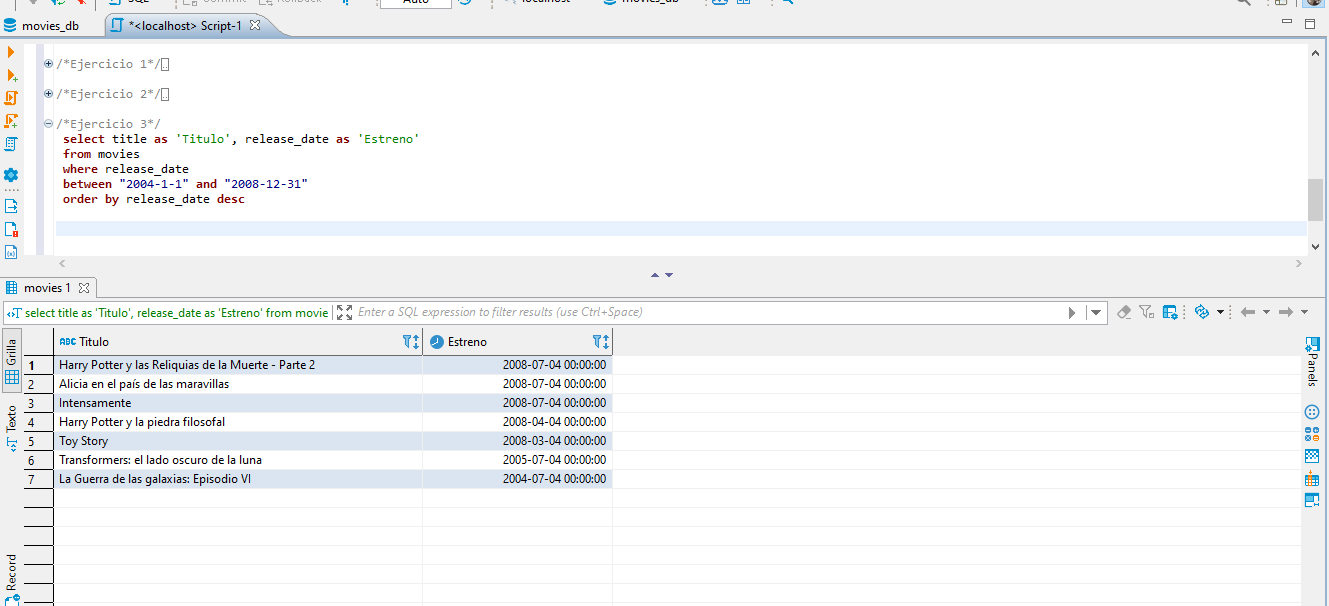 SQL Commit Rollback Auto localhost movies_db
movies_db *<localhost> Script-1
/*Ejercicio 1*/
/*Ejercicio 2*/
/*Ejercicio 3*/
select title as 'Titulo', release_date as 'Estreno'
from movies
where release_date
between "2004-1-1" and "2008-12-31"
order by release_date desc
movies 1
select title as 'Titulo', release_date as 'Estreno' from movie Enter a SQL expression to filter results (use Ctrl+Space)
Grilla
Texto
Record
ABC Titulo Estreno
1 Harry Potter y las Reliquias de la Muerte - Parte 2 2008-07-04 00:00:00
2 Alicia en el país de las maravillas 2008-07-04 00:00:00
3 Intensamente 2008-07-04 00:00:00
4 Harry Potter y la piedra filosofal 2008-04-04 00:00:00
5 Toy Story 2008-03-04 00:00:00
6 Transformers: el lado oscuro de la luna 2005-07-04 00:00:00
7 La Guerra de las galaxias: Episodio VI 2004-07-04 00:00:00
Panels